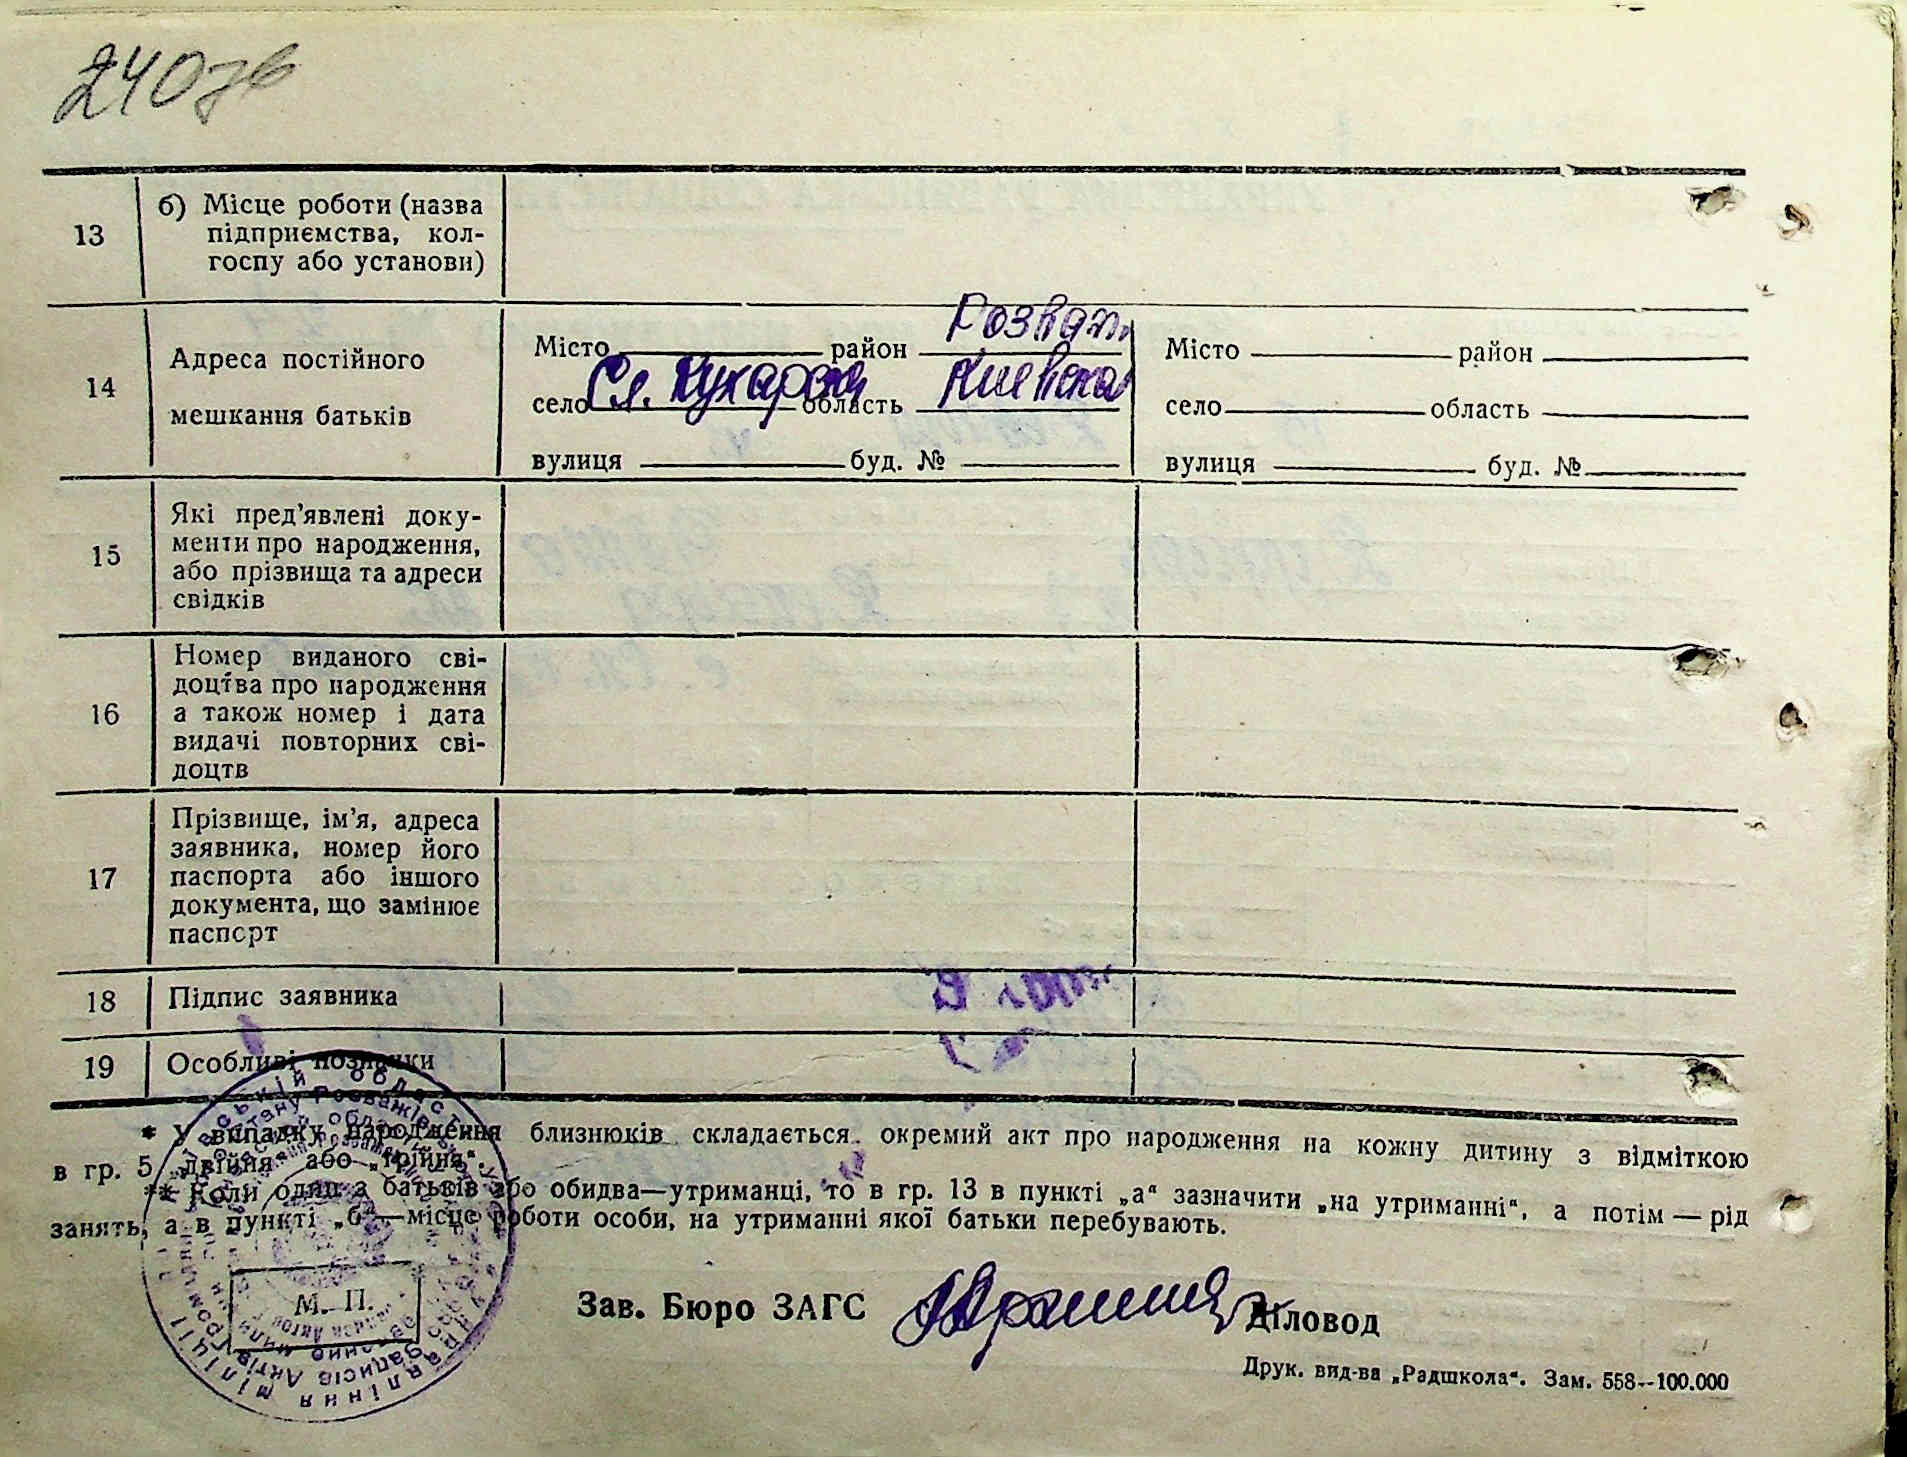 13
б) Місце роботи (назва
підприємства, кол-
госпу або установи)
14
Адреса постійного
мешкання батьків
Розваж.
Місто район
Сл. Кухарська Киевска
село область
вулиця буд. №
Місто район
село область
вулиця буд. №
15
Які пред'явлені доку-
менти про народження,
або прізвища та адреси
свідків
16
Номер виданого сві-
доцтва про народження
а також номер і дата
видачі повторних сві-
доцтв
17
Прізвище, ім'я, адреса
заявника, номер його
паспорта або іншого
документа, що замінює
паспорт
18
Підпис заявника
19
Особливі позначки
* У випадку народження близнюків складається окремий акт про народження на кожну дитину з відміткою
в гр. 5 „двійня" або „трійня".
** Коли один з батьків або обидва—утриманці, то в гр. 13 в пункті „а" зазначити „на утриманні", а потім — рід
занять, а в пункті „б"—місце роботи особи, на утриманні якої батьки перебувають.
М. П.
Зав. Бюро ЗАГС
Діловод
Друк. вид-ва „Радшкола". Зам. 558--100.000